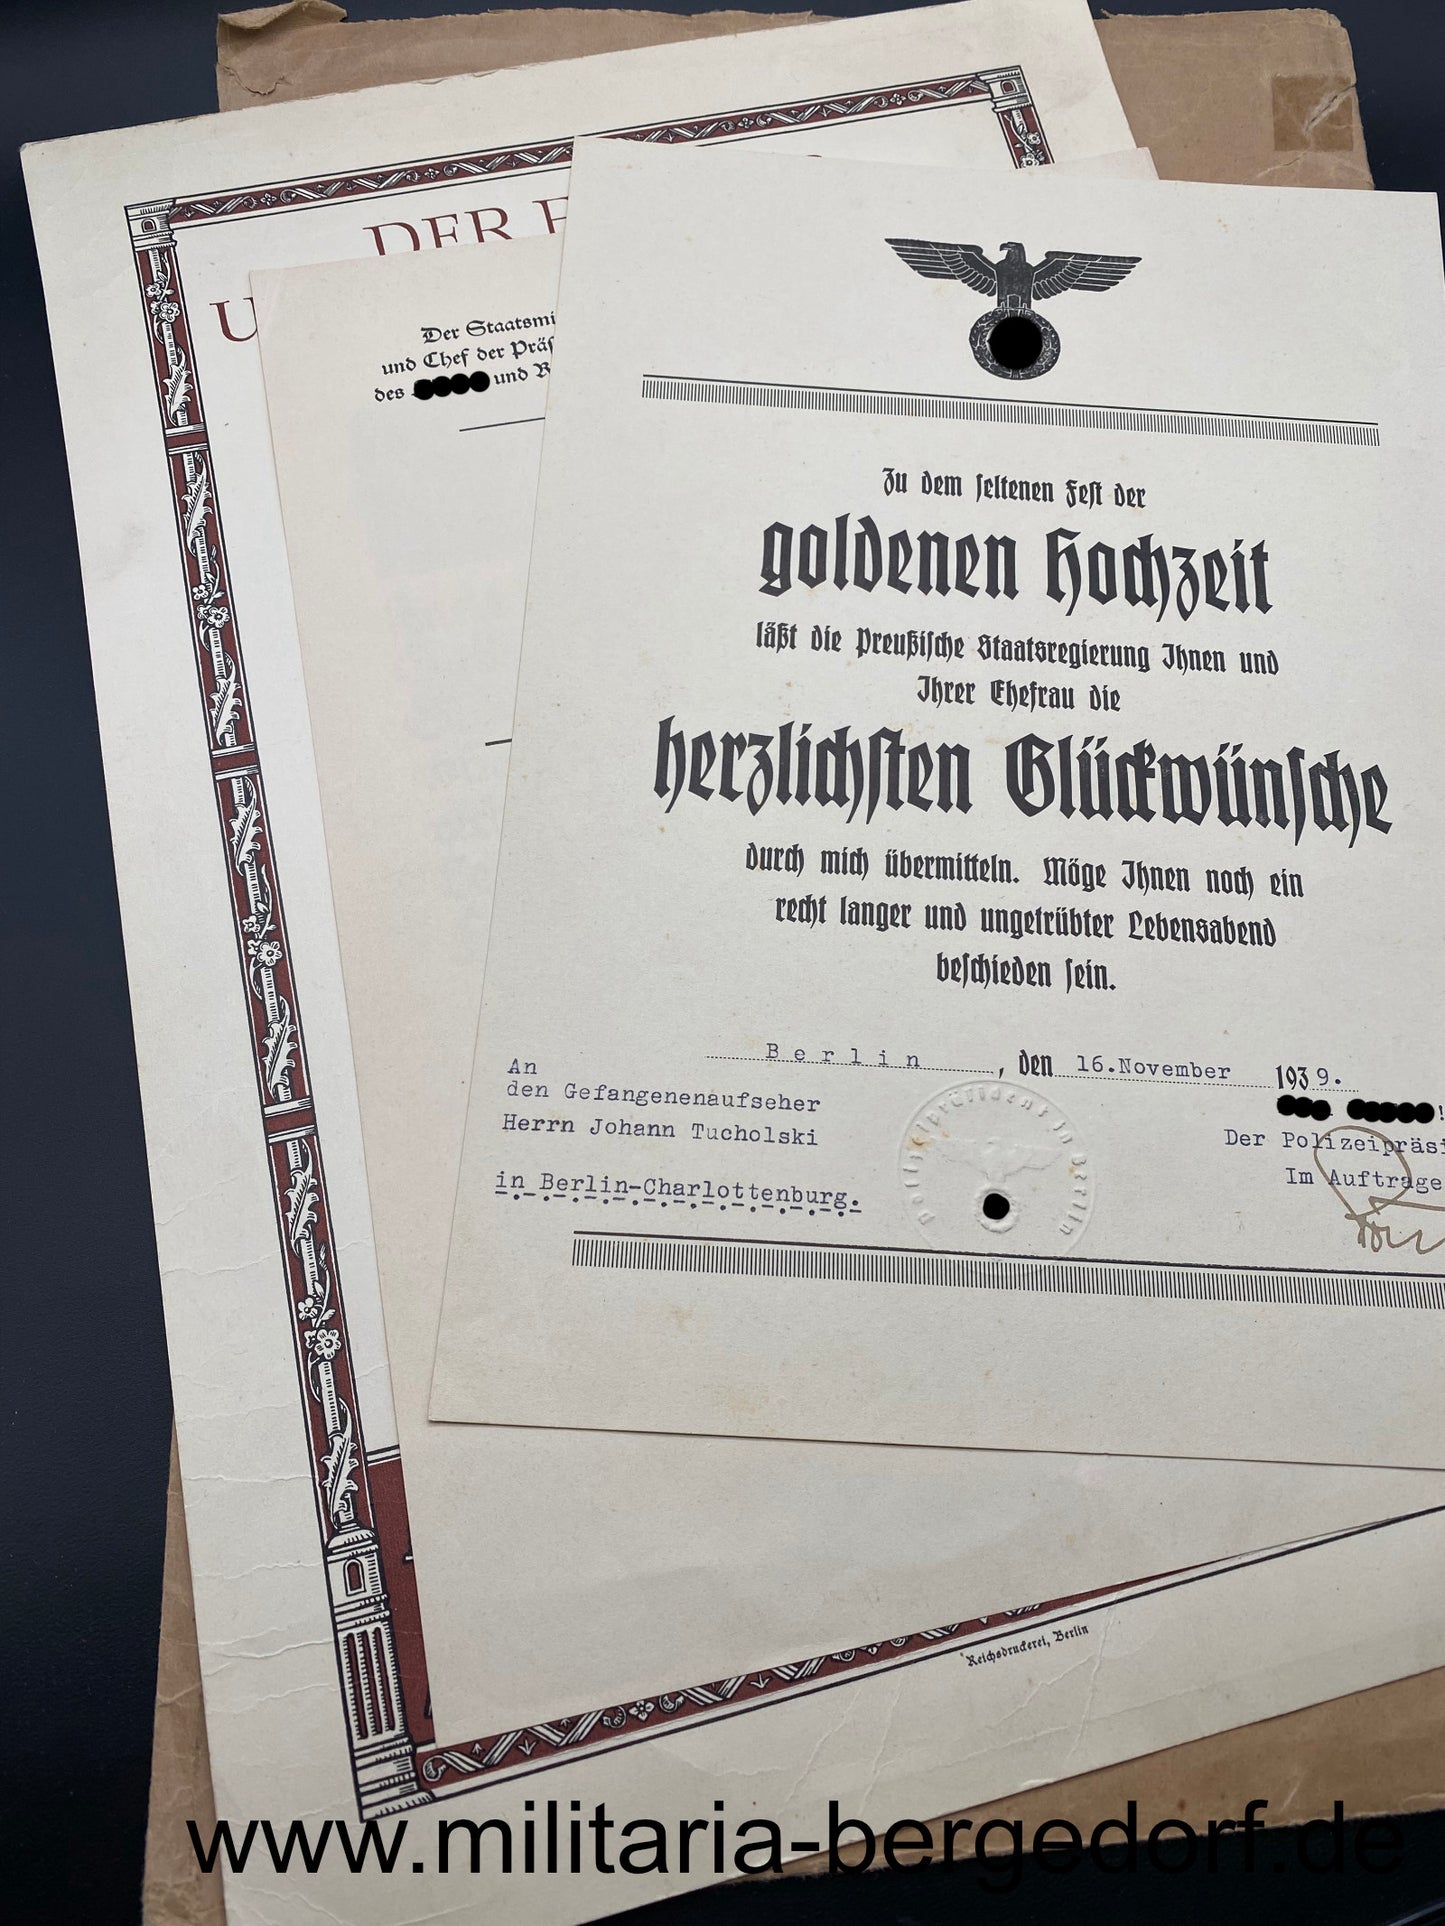 DER
U
Der Staatsmi
und Chef der Präs
des und R
Zu dem seltenen Fest der
goldenen Hochzeit
läßt die Preußische Staatsregierung Ihnen und
Ihrer Ehefrau die
herzlichsten Glückwünsche
durch mich übermitteln. Möge Ihnen noch ein
recht langer und ungetrübter Lebensabend
beschieden sein.
Berlin, den 16.November 1939.
!
An
den Gefangenenaufseher
Herrn Johann Tucholski
in Berlin-Charlottenburg.
Der Polizeipräsi
Im Auftrage
Polizeipräsident in Berlin
Reichsdruckerei, Berlin
www.militaria-bergedorf.de